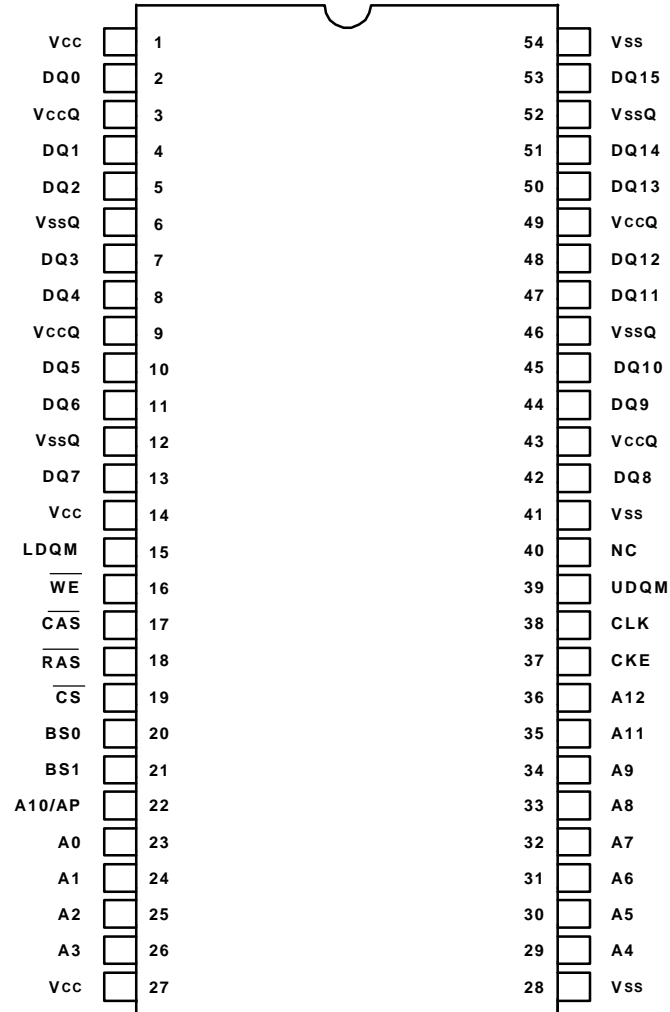 Vcc 1 54 Vss
DQ0 2 53 DQ15
VccQ 3 52 VssQ
DQ1 4 51 DQ14
DQ2 5 50 DQ13
VssQ 6 49 VccQ
DQ3 7 48 DQ12
DQ4 8 47 DQ11
VccQ 9 46 VssQ
DQ5 10 45 DQ10
DQ6 11 44 DQ9
VssQ 12 43 VccQ
DQ7 13 42 DQ8
Vcc 14 41 Vss
LDQM 15 40 NC
W̅E̅ 16 39 UDQM
C̅A̅S̅ 17 38 CLK
R̅A̅S̅ 18 37 CKE
C̅S̅ 19 36 A12
BS0 20 35 A11
BS1 21 34 A9
A10/AP 22 33 A8
A0 23 32 A7
A1 24 31 A6
A2 25 30 A5
A3 26 29 A4
Vcc 27 28 Vss